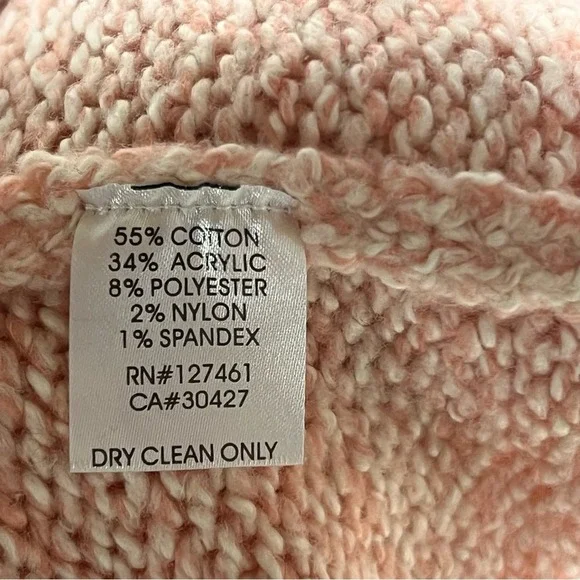 55% COTTON
34% ACRYLIC
8% POLYESTER
2% NYLON
1% SPANDEX
RN#127461
CA#30427
DRY CLEAN ONLY